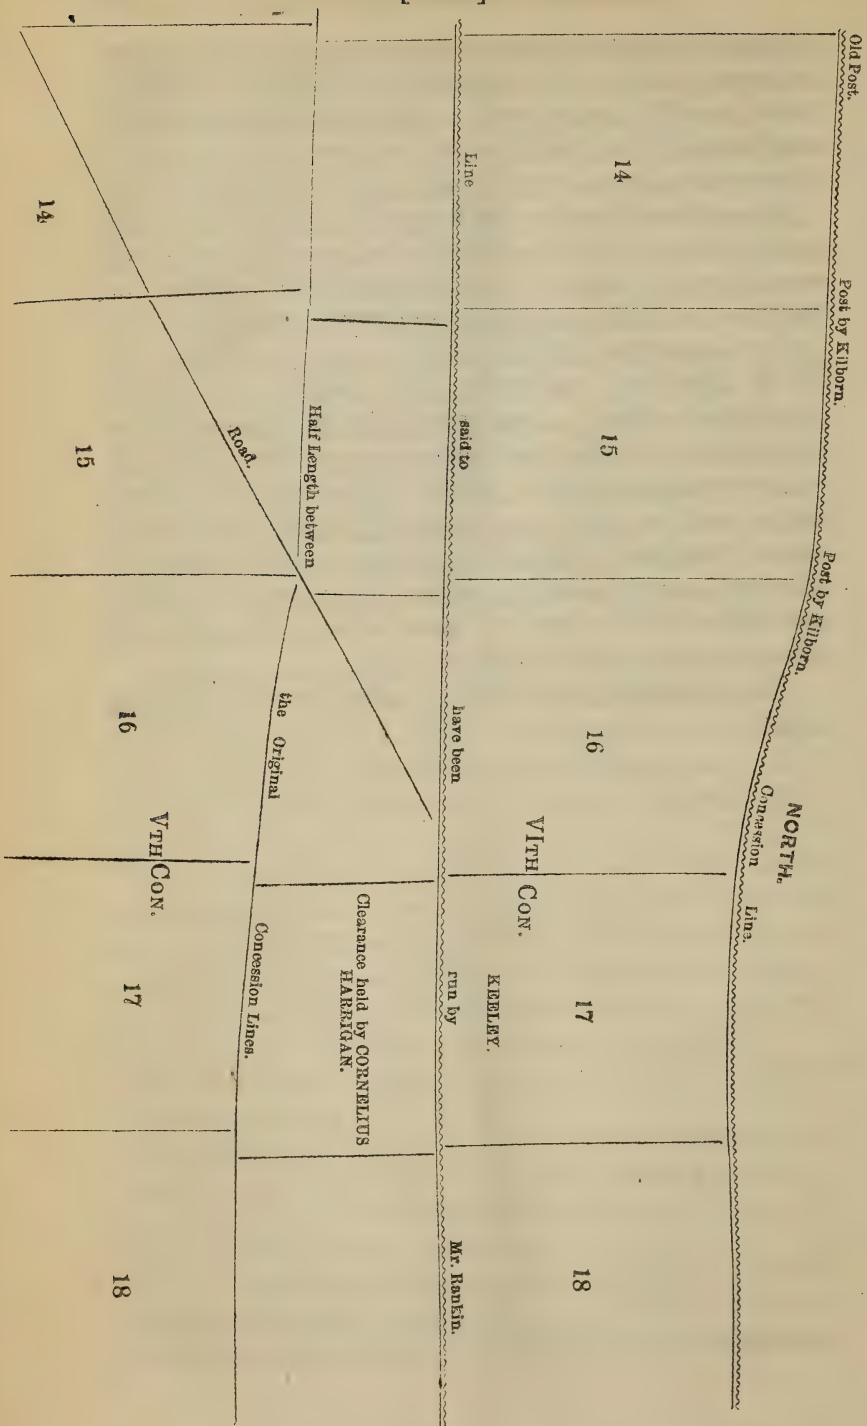 Old Post.
Post by Kilborn.
Post by Kilborn.
NORTH.
Concession Line.
14
15
16
17
18
VITH CON.
KEELEY.
Line said to have been run by Mr. Rankin.
Clearance held by CORNELIUS
HARRIGAN.
Half Length between the Original Concession Lines.
Road.
14
15
16
17
18
VTH CON.